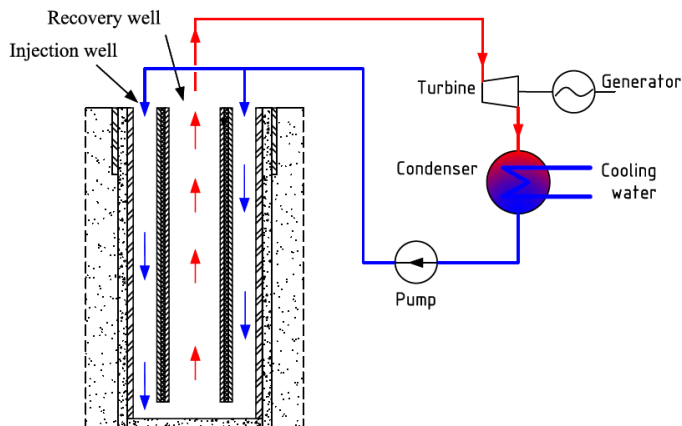 Recovery well
Injection well
Turbine
Generator
Condenser
Cooling
water
Pump